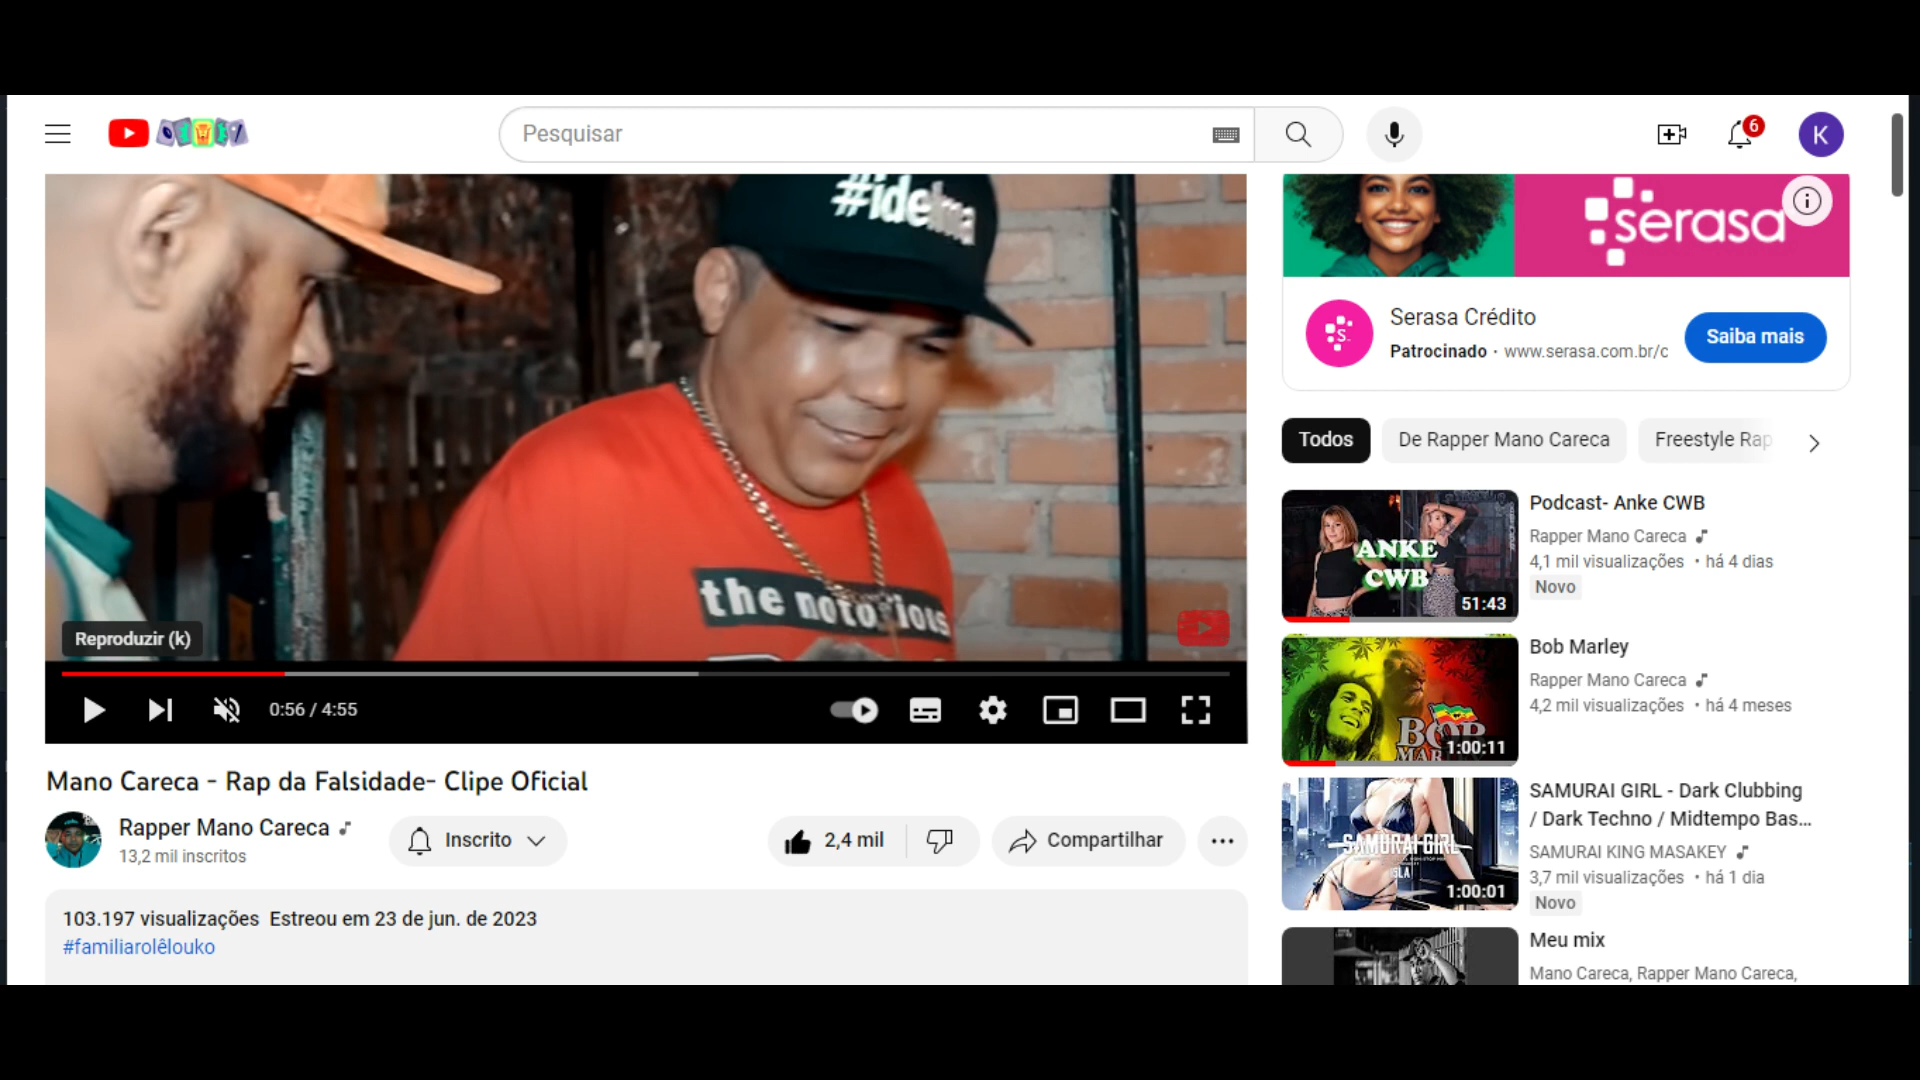 Pesquisar
6
K
#idelma
the notorious
Reproduzir (k)
0:56 / 4:55
Mano Careca - Rap da Falsidade- Clipe Oficial
Rapper Mano Careca
13,2 mil inscritos
Inscrito
2,4 mil
Compartilhar
103.197 visualizações Estreou em 23 de jun. de 2023
#familiarolêlouko
serasa
Serasa Crédito
Patrocinado · www.serasa.com.br/c
Saiba mais
Todos
De Rapper Mano Careca
Freestyle Rap
ANKE
CWB
51:43
Podcast- Anke CWB
Rapper Mano Careca
4,1 mil visualizações • há 4 dias
Novo
BOB
MAR
1:00:11
Bob Marley
Rapper Mano Careca
4,2 mil visualizações • há 4 meses
SAMURAI GIRL
1:00:01
SAMURAI GIRL - Dark Clubbing
/ Dark Techno / Midtempo Bas...
SAMURAI KING MASAKEY
3,7 mil visualizações • há 1 dia
Novo
Meu mix
Mano Careca, Rapper Mano Careca,